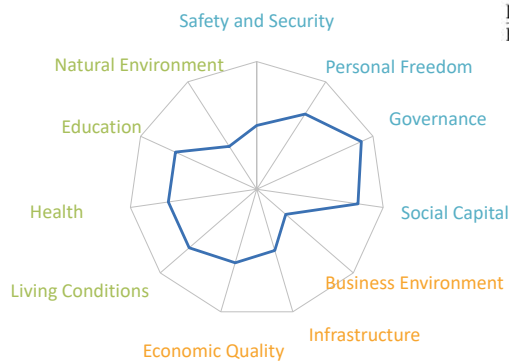 Safety and Security
Natural Environment
Personal Freedom
Education
Governance
Health
Social Capital
Living Conditions
Business Environment
Infrastructure
Economic Quality